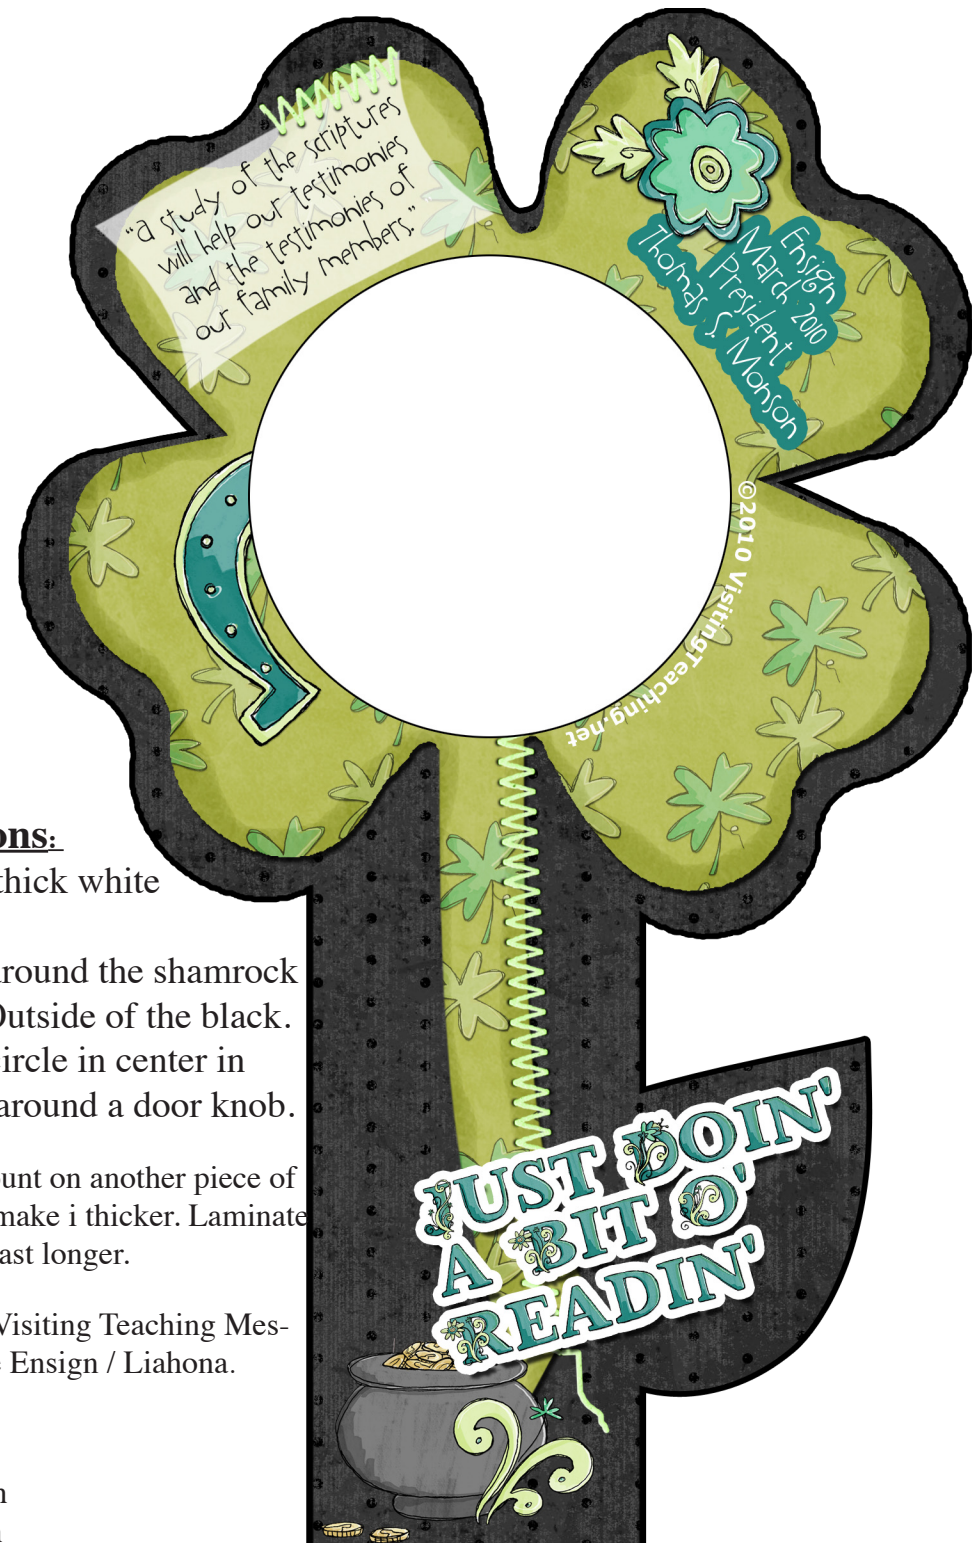 "a study of the scriptures
will help our testimonies
and the testimonies of
our family members."
Ensign
March 2010
President
Thomas S. Monson
©2010 VisitingTeaching.net
ons:
thick white
around the shamrock
Outside of the black.
circle in center in
around a door knob.
ount on another piece of
make i thicker. Laminate
last longer.
Visiting Teaching Mes-
e Ensign / Liahona.
JUST DOIN'
A BIT O'
READIN'